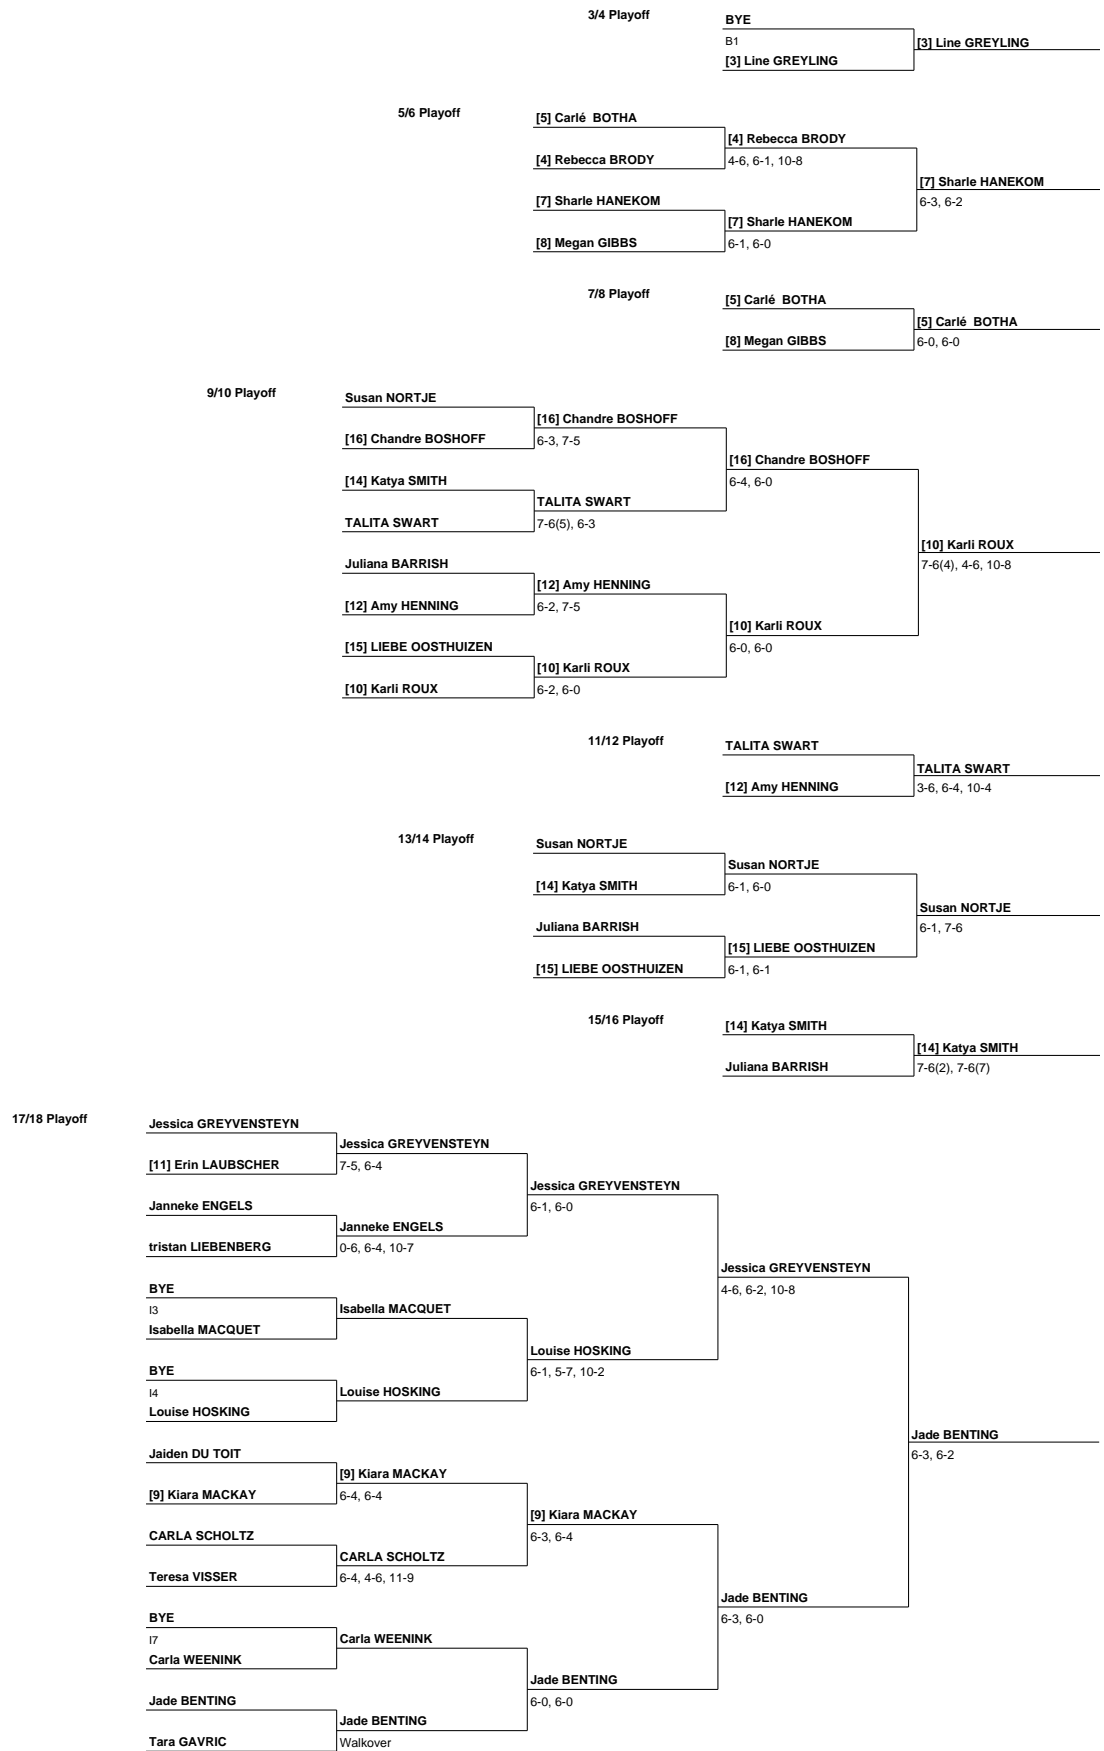 3/4 Playoff
BYE
B1
[3] Line GREYLING
[3] Line GREYLING
5/6 Playoff
[5] Carlé  BOTHA
[4] Rebecca BRODY
[4] Rebecca BRODY
4-6, 6-1, 10-8
[7] Sharle HANEKOM
6-3, 6-2
[7] Sharle HANEKOM
[7] Sharle HANEKOM
[8] Megan GIBBS
6-1, 6-0
7/8 Playoff
[5] Carlé  BOTHA
[5] Carlé  BOTHA
[8] Megan GIBBS
6-0, 6-0
9/10 Playoff
Susan NORTJE
[16] Chandre BOSHOFF
[16] Chandre BOSHOFF
6-3, 7-5
[16] Chandre BOSHOFF
6-4, 6-0
[14] Katya SMITH
TALITA SWART
TALITA SWART
7-6(5), 6-3
[10] Karli ROUX
7-6(4), 4-6, 10-8
Juliana BARRISH
[12] Amy HENNING
[12] Amy HENNING
6-2, 7-5
[10] Karli ROUX
6-0, 6-0
[15] LIEBE OOSTHUIZEN
[10] Karli ROUX
[10] Karli ROUX
6-2, 6-0
11/12 Playoff
TALITA SWART
TALITA SWART
[12] Amy HENNING
3-6, 6-4, 10-4
13/14 Playoff
Susan NORTJE
Susan NORTJE
[14] Katya SMITH
6-1, 6-0
Susan NORTJE
6-1, 7-6
Juliana BARRISH
[15] LIEBE OOSTHUIZEN
[15] LIEBE OOSTHUIZEN
6-1, 6-1
15/16 Playoff
[14] Katya SMITH
[14] Katya SMITH
Juliana BARRISH
7-6(2), 7-6(7)
17/18 Playoff
Jessica GREYVENSTEYN
Jessica GREYVENSTEYN
[11] Erin LAUBSCHER
7-5, 6-4
Jessica GREYVENSTEYN
6-1, 6-0
Janneke ENGELS
Janneke ENGELS
tristan LIEBENBERG
0-6, 6-4, 10-7
Jessica GREYVENSTEYN
4-6, 6-2, 10-8
BYE
I3
Isabella MACQUET
Isabella MACQUET
Louise HOSKING
6-1, 5-7, 10-2
BYE
I4
Louise HOSKING
Louise HOSKING
Jade BENTING
6-3, 6-2
Jaiden DU TOIT
[9] Kiara MACKAY
[9] Kiara MACKAY
6-4, 6-4
[9] Kiara MACKAY
6-3, 6-4
CARLA SCHOLTZ
CARLA SCHOLTZ
Teresa VISSER
6-4, 4-6, 11-9
Jade BENTING
6-3, 6-0
BYE
I7
Carla WEENINK
Carla WEENINK
Jade BENTING
6-0, 6-0
Jade BENTING
Jade BENTING
Tara GAVRIC
Walkover